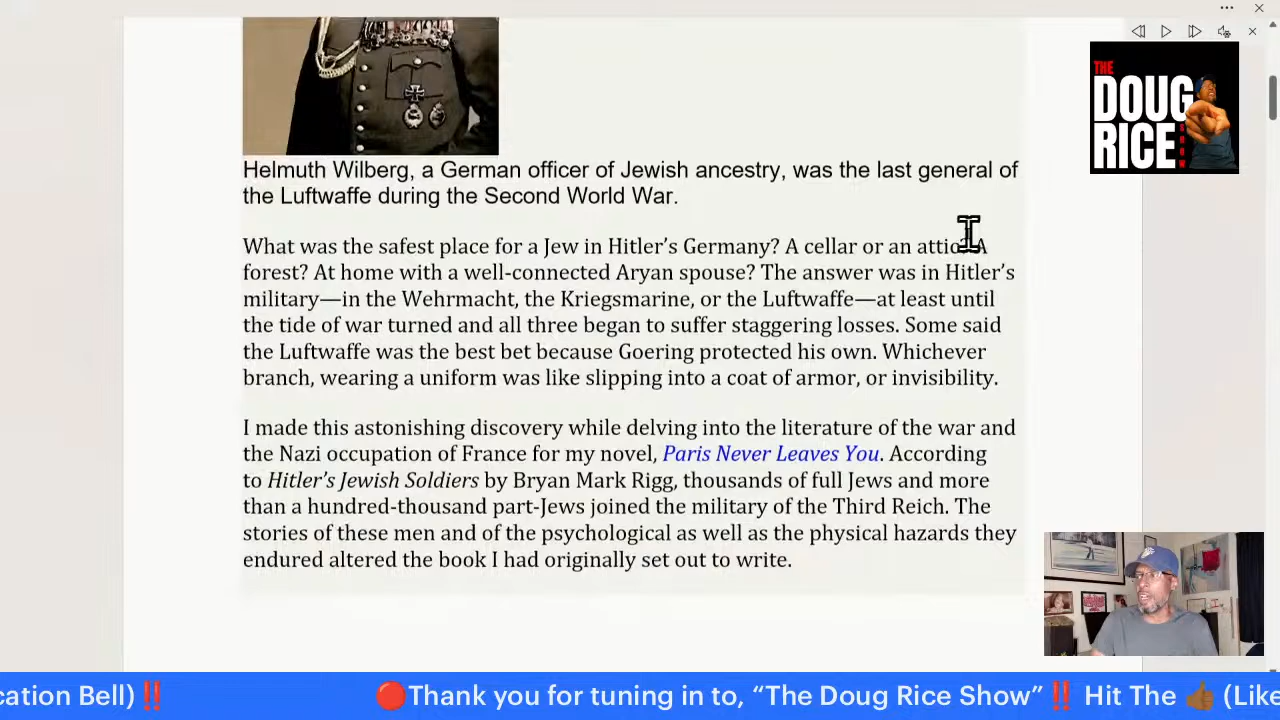 THE
DOUG
RICE
SHOW
Helmuth Wilberg, a German officer of Jewish ancestry, was the last general of
the Luftwaffe during the Second World War.
What was the safest place for a Jew in Hitler’s Germany? A cellar or an attic? A
forest? At home with a well-connected Aryan spouse? The answer was in Hitler’s
military—in the Wehrmacht, the Kriegsmarine, or the Luftwaffe—at least until
the tide of war turned and all three began to suffer staggering losses. Some said
the Luftwaffe was the best bet because Goering protected his own. Whichever
branch, wearing a uniform was like slipping into a coat of armor, or invisibility.
I made this astonishing discovery while delving into the literature of the war and
the Nazi occupation of France for my novel, Paris Never Leaves You. According
to Hitler’s Jewish Soldiers by Bryan Mark Rigg, thousands of full Jews and more
than a hundred-thousand part-Jews joined the military of the Third Reich. The
stories of these men and of the psychological as well as the physical hazards they
endured altered the book I had originally set out to write.
cation Bell)‼️ 🔴Thank you for tuning in to, “The Doug Rice Show”‼️ Hit The 👍🏾 (Like